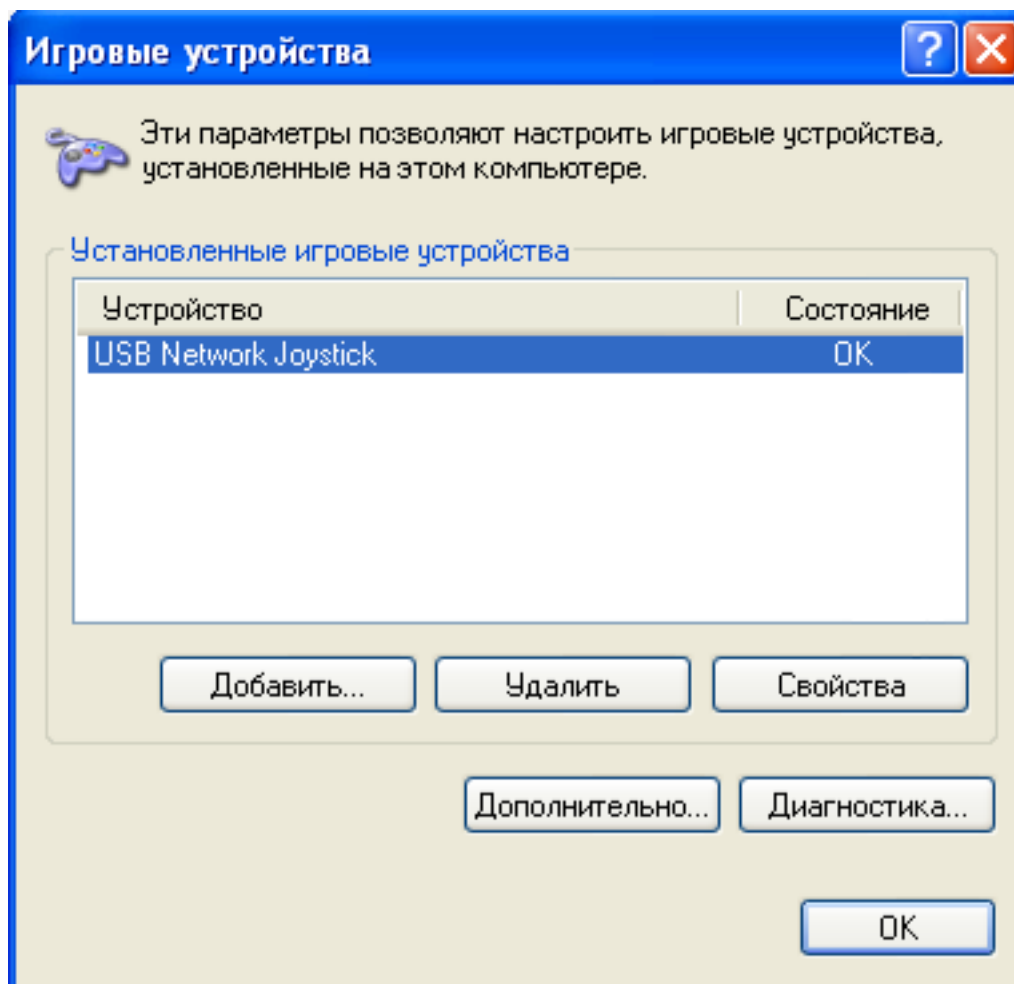 Игровые устройства
Эти параметры позволяют настроить игровые устройства,
установленные на этом компьютере.
Установленные игровые устройства
Устройство Состояние
USB Network Joystick OK
Добавить... Удалить Свойства
Дополнительно... Диагностика...
OK